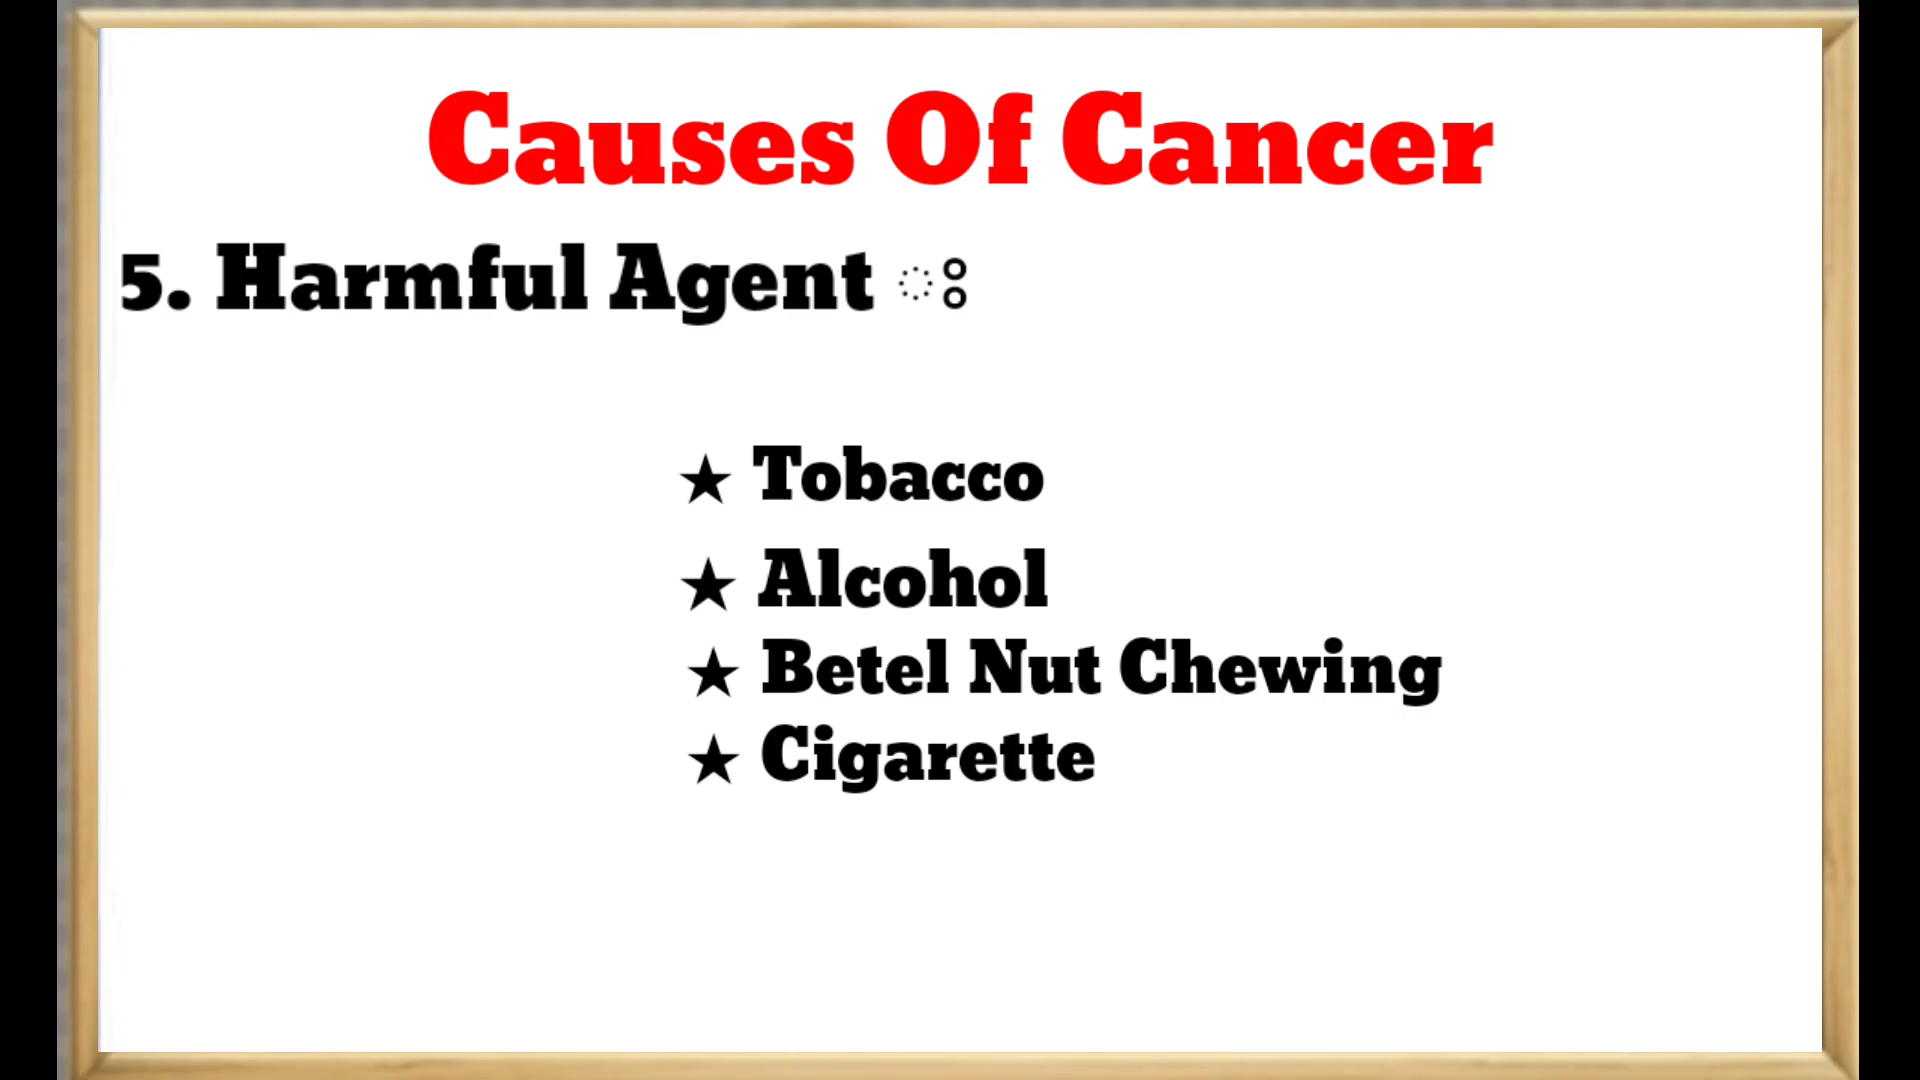 Causes Of Cancer
5. Harmful Agent ঃ
★ Tobacco
★ Alcohol
★ Betel Nut Chewing
★ Cigarette